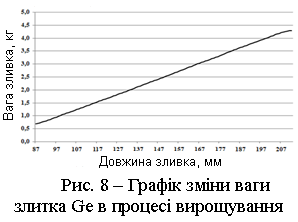 5,0
4,5
4,0
3,5
3,0
2,5
2,0
1,5
1,0
0,5
0,0
Вага зливка, кг
87 97 107 117 127 137 147 157 167 177 187 197 207
Довжина зливка, мм
Рис. 8 – Графік зміни ваги
злитка Ge в процесі вирощування